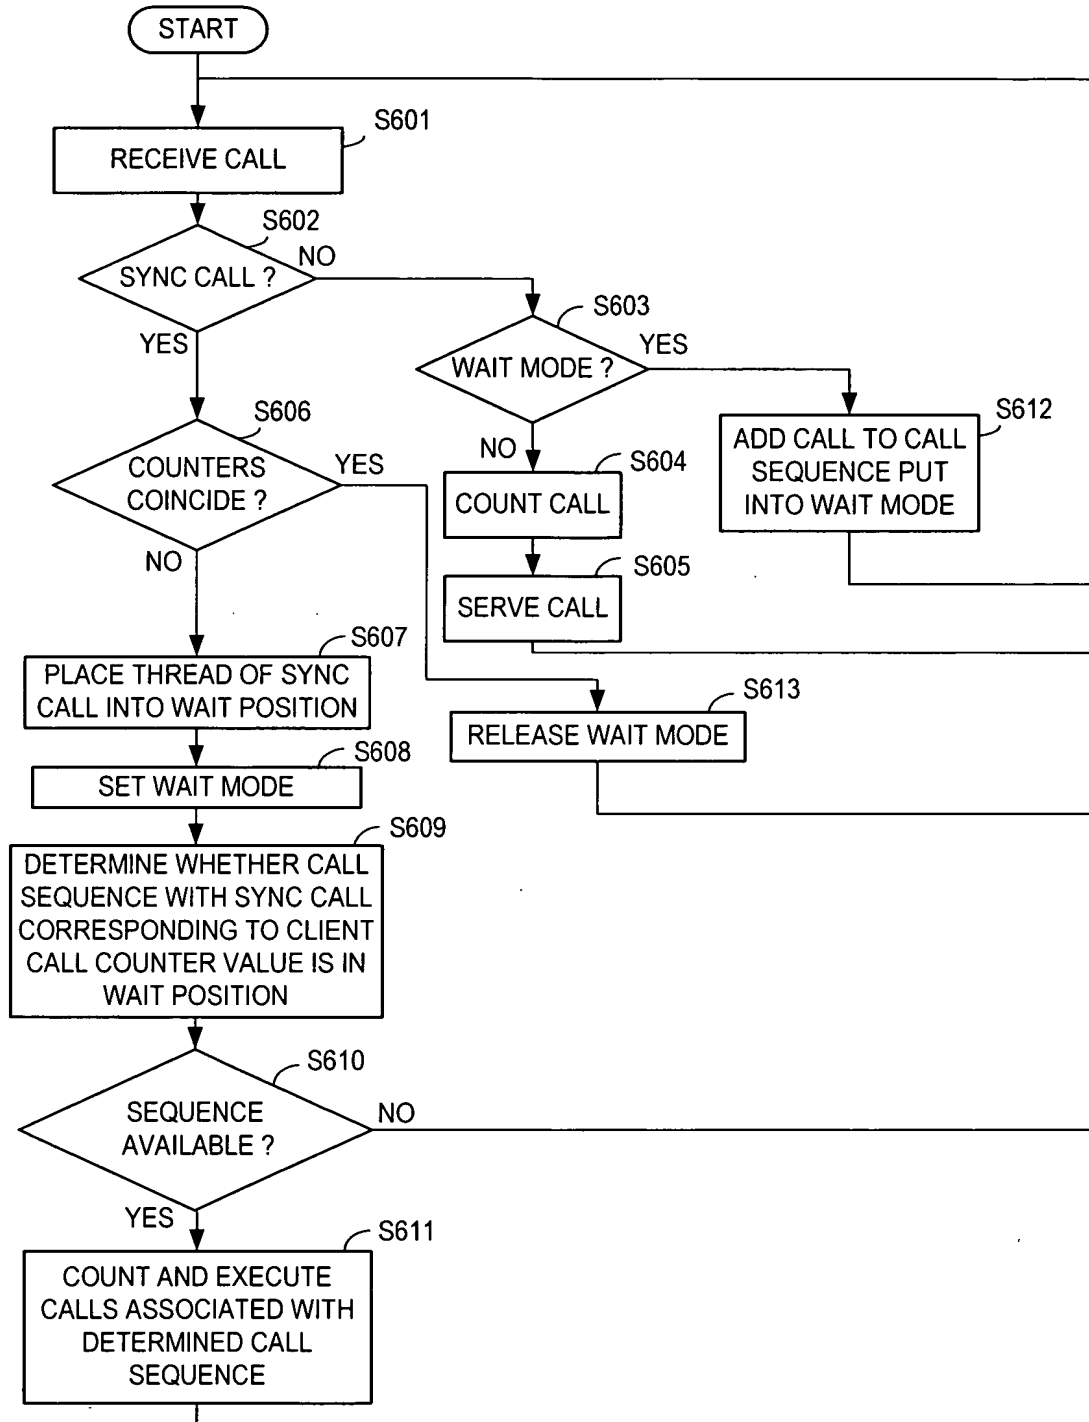 START
S601
RECEIVE CALL
S602
SYNC CALL ?
NO
YES
S603
WAIT MODE ?
YES
NO
S612
ADD CALL TO CALL
SEQUENCE PUT
INTO WAIT MODE
S606
COUNTERS
COINCIDE ?
YES
NO
S604
COUNT CALL
S605
SERVE CALL
S607
PLACE THREAD OF SYNC
CALL INTO WAIT POSITION
S613
RELEASE WAIT MODE
S608
SET WAIT MODE
S609
DETERMINE WHETHER CALL
SEQUENCE WITH SYNC CALL
CORRESPONDING TO CLIENT
CALL COUNTER VALUE IS IN
WAIT POSITION
S610
SEQUENCE
AVAILABLE ?
NO
YES
S611
COUNT AND EXECUTE
CALLS ASSOCIATED WITH
DETERMINED CALL
SEQUENCE